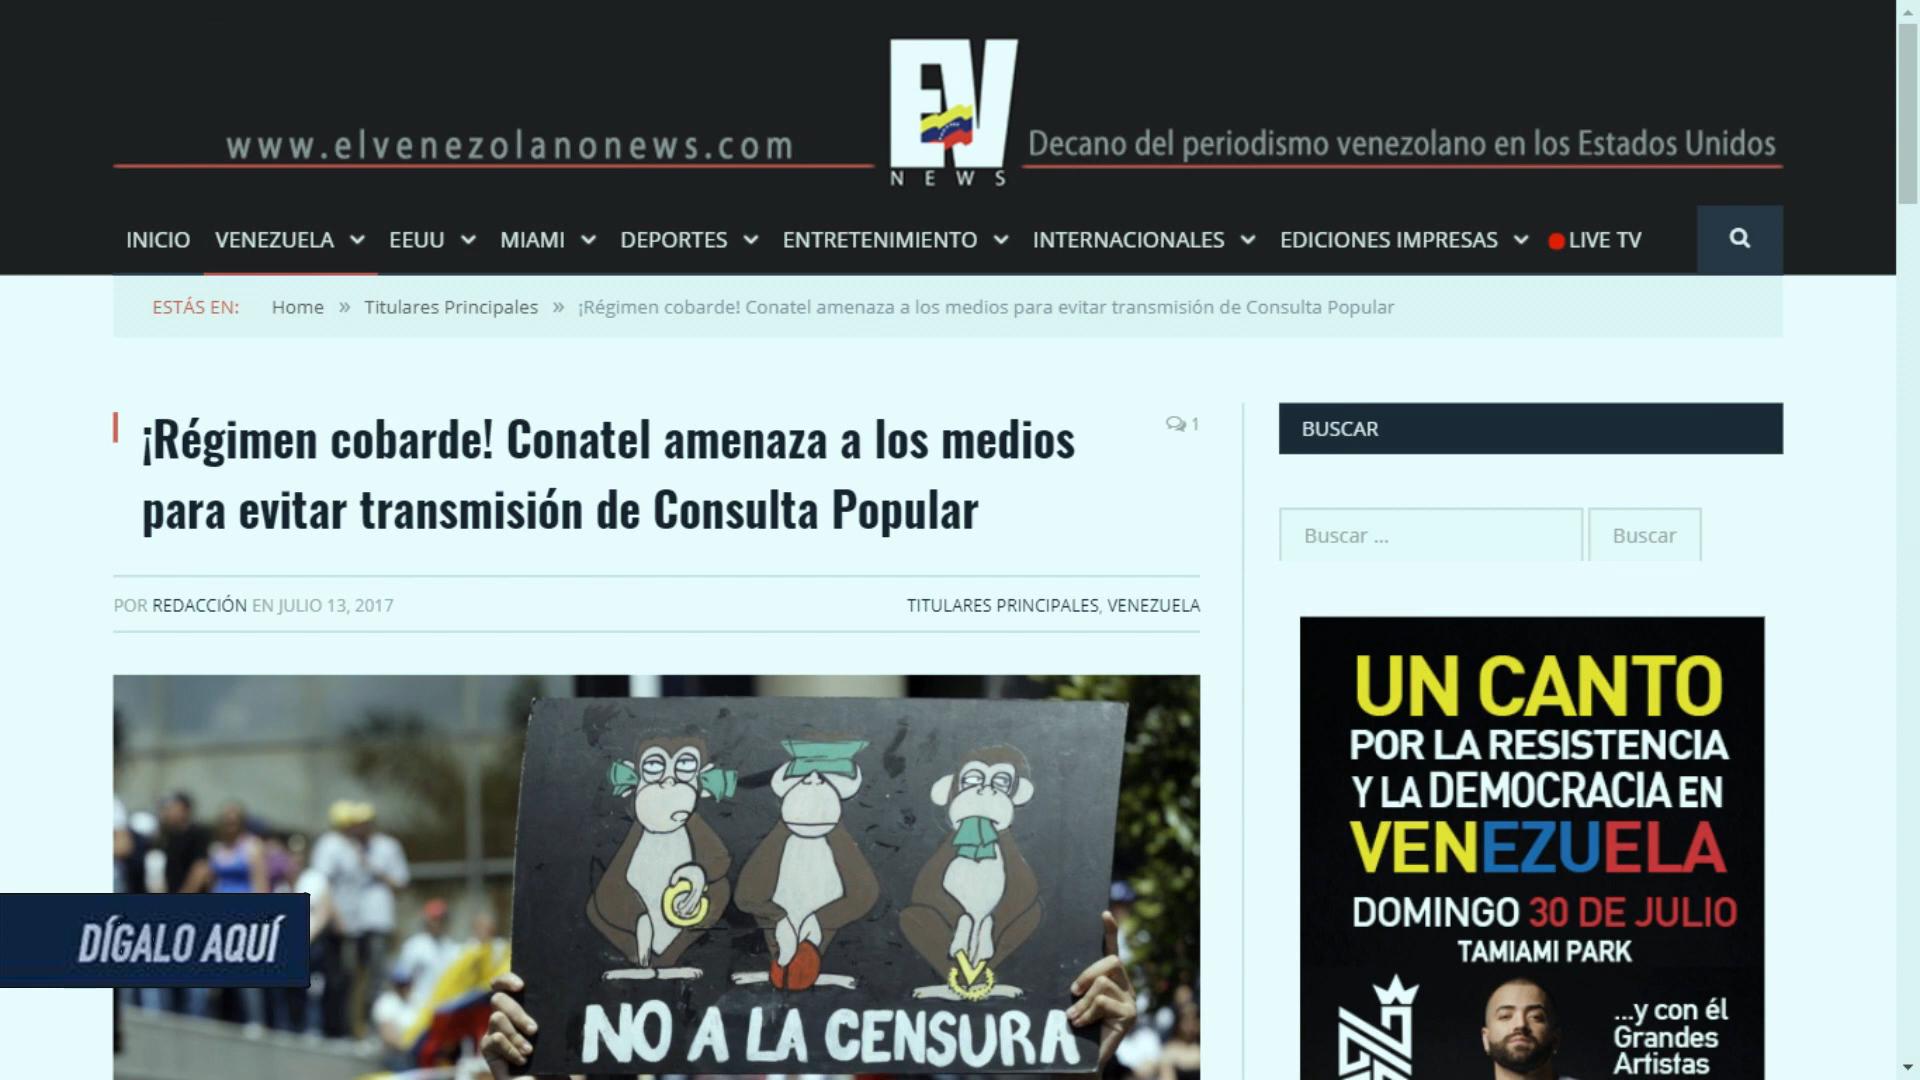 EV
NEWS
www.elvenezolanonews.com
Decano del periodismo venezolano en los Estados Unidos
INICIO VENEZUELA EEUU MIAMI DEPORTES ENTRETENIMIENTO INTERNACIONALES EDICIONES IMPRESAS LIVE TV
ESTÁS EN: Home » Titulares Principales » ¡Régimen cobarde! Conatel amenaza a los medios para evitar transmisión de Consulta Popular
¡Régimen cobarde! Conatel amenaza a los medios
para evitar transmisión de Consulta Popular
1
POR REDACCIÓN EN JULIO 13, 2017
TITULARES PRINCIPALES, VENEZUELA
NO A LA CENSURA
DÍGALO AQUÍ
BUSCAR
Buscar ... Buscar
UN CANTO
POR LA RESISTENCIA
Y LA DEMOCRACIA EN
VENEZUELA
DOMINGO 30 DE JULIO
TAMIAMI PARK
...y con él
Grandes
Artistas